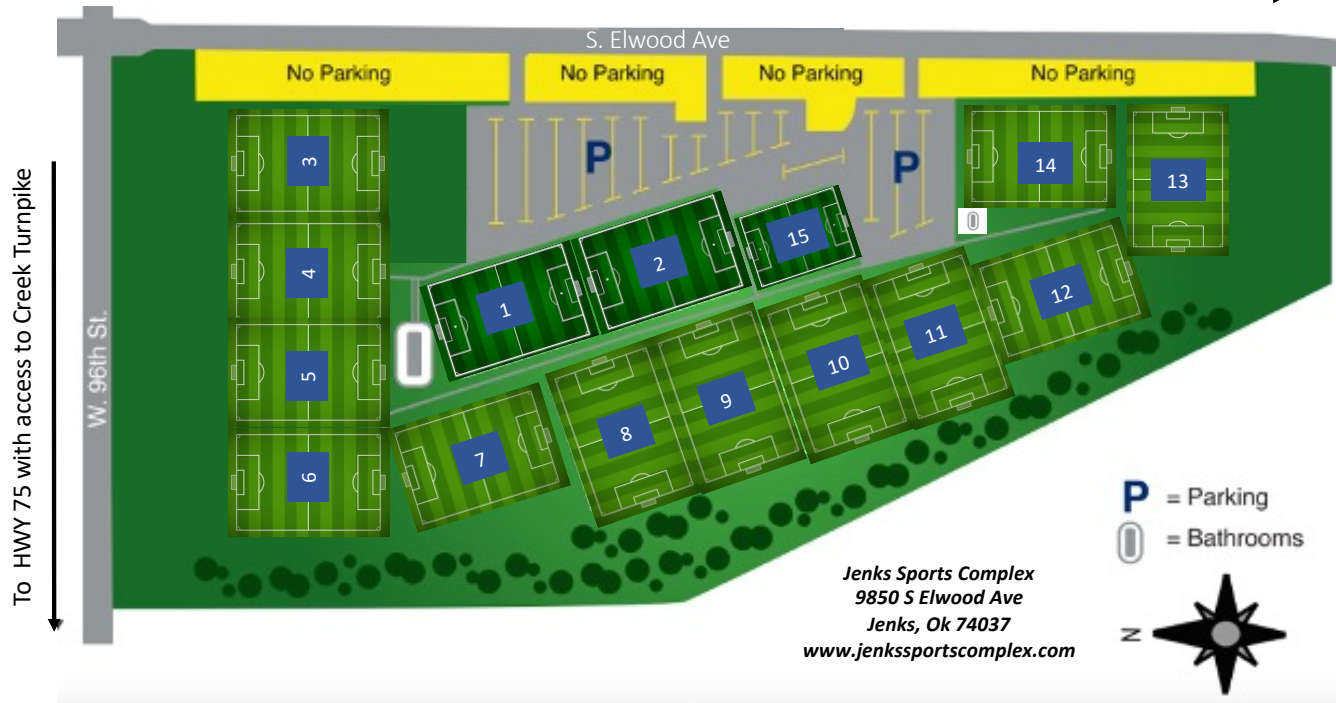 S. Elwood Ave
No Parking
No Parking
No Parking
No Parking
P
P
3
4
5
6
1
2
15
14
13
12
11
10
9
8
7
W. 96th St.
To HWY 75 with access to Creek Turnpike
P = Parking
= Bathrooms
Jenks Sports Complex
9850 S Elwood Ave
Jenks, Ok 74037
www.jenkssportscomplex.com
N